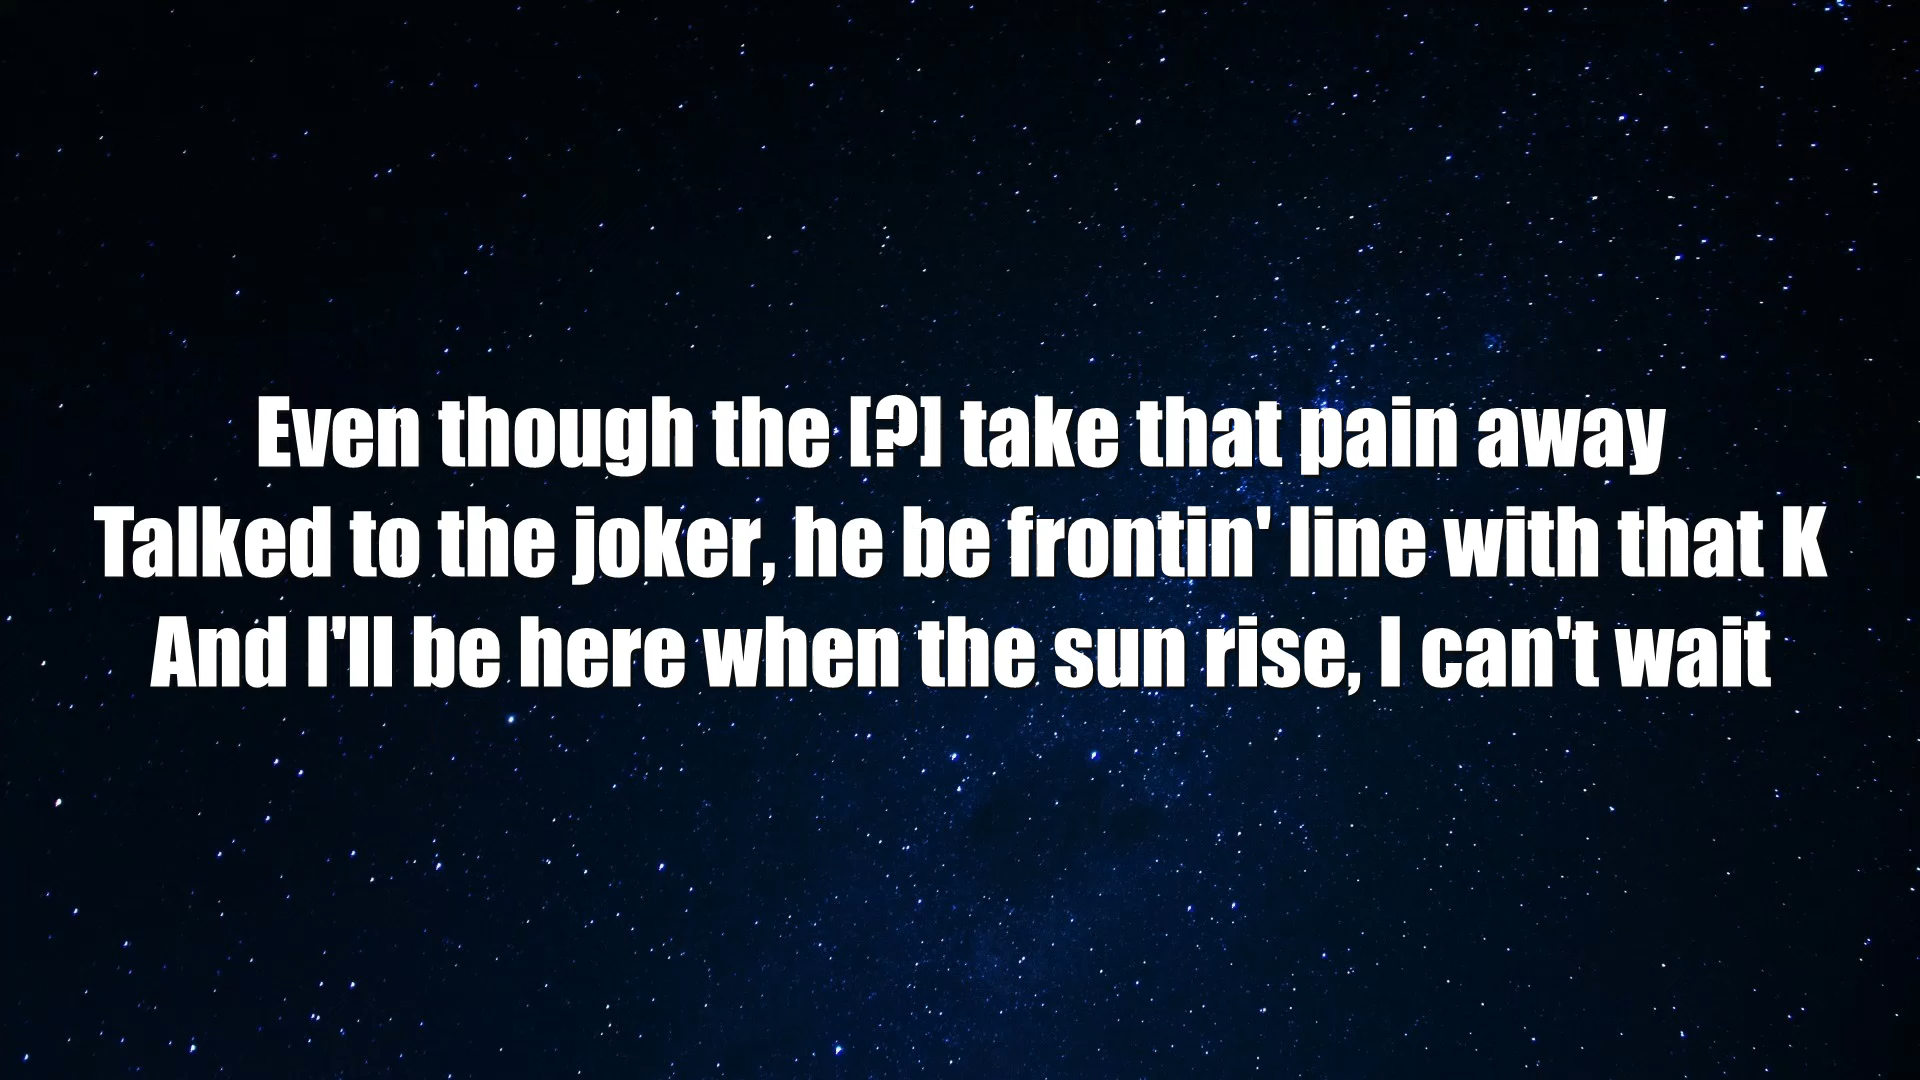 Even though the [?] take that pain away
Talked to the joker, he be frontin' line with that K
And I'll be here when the sun rise, I can't wait